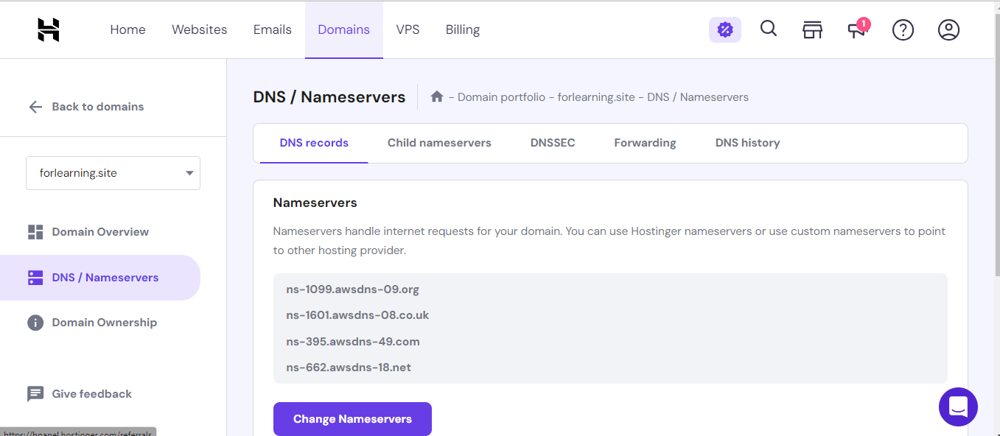 Home Websites Emails Domains VPS Billing
1
DNS / Nameservers
- Domain portfolio - forlearning.site - DNS / Nameservers
Back to domains
forlearning.site
Domain Overview
DNS / Nameservers
Domain Ownership
Give feedback
DNS records Child nameservers DNSSEC Forwarding DNS history
Nameservers
Nameservers handle internet requests for your domain. You can use Hostinger nameservers or use custom nameservers to point
to other hosting provider.
ns-1099.awsdns-09.org
ns-1601.awsdns-08.co.uk
ns-395.awsdns-49.com
ns-662.awsdns-18.net
Change Nameservers
https://hpanel.hostinger.com/referrals